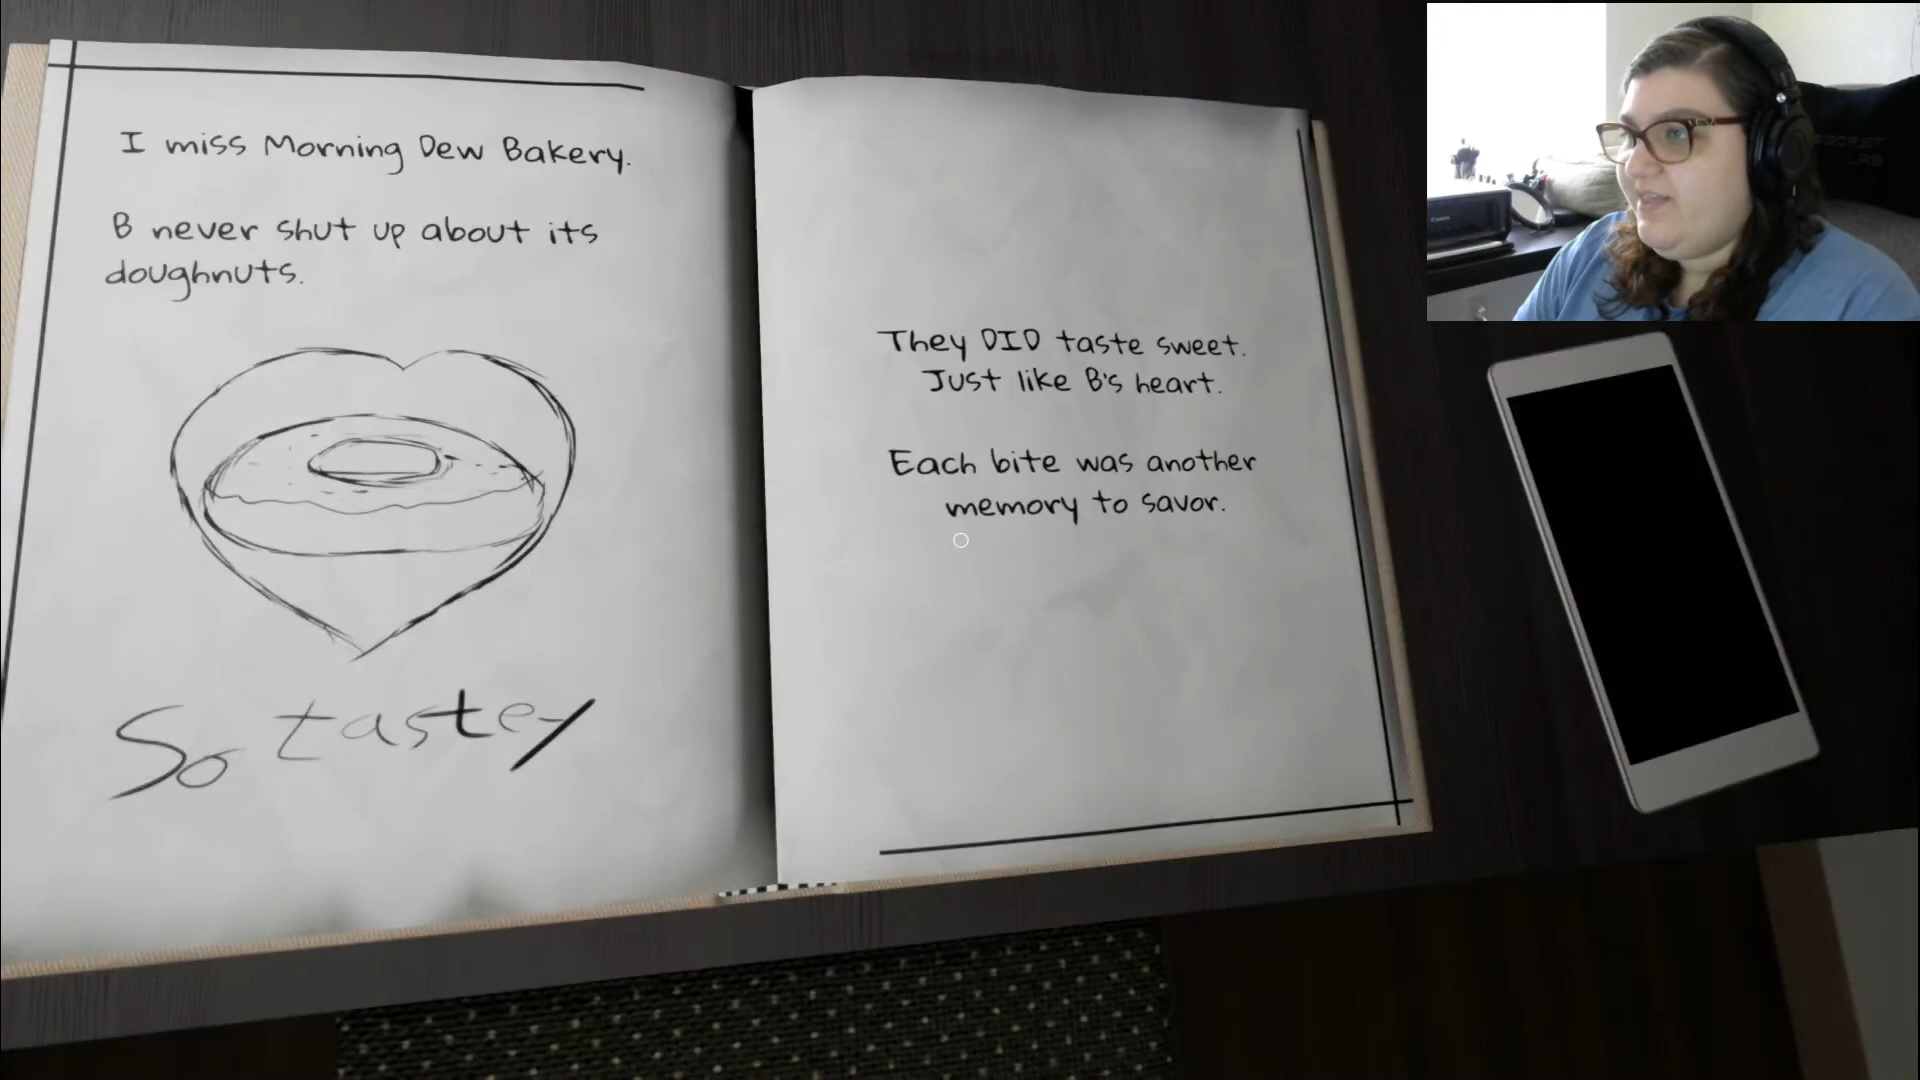 I miss Morning Dew Bakery.
B never shut up about its
doughnuts.
So tastey
They DID taste sweet.
Just like B's heart.
Each bite was another
memory to savor.
Canon